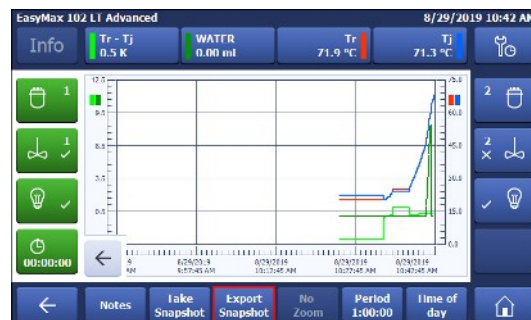 EasyMax 102 LT Advanced
8/29/2019 10:42 AM
Info
Tr - Tj
0.5 K
WATER
0.00 ml
Tr
71.9 °C
Tj
71.3 °C
1
2
1
2
00:00:00
12.5
9.5
6.5
3.5
0.5
75.0
60.0
45.0
30.0
15.0
0.0
8/29/2019
9:57:45 AM
8/29/2019
10:12:45 AM
8/29/2019
10:27:45 AM
8/29/2019
10:42:45 AM
Notes
Take
Snapshot
Export
Snapshot
No
Zoom
Period
1:00:00
Time of
day